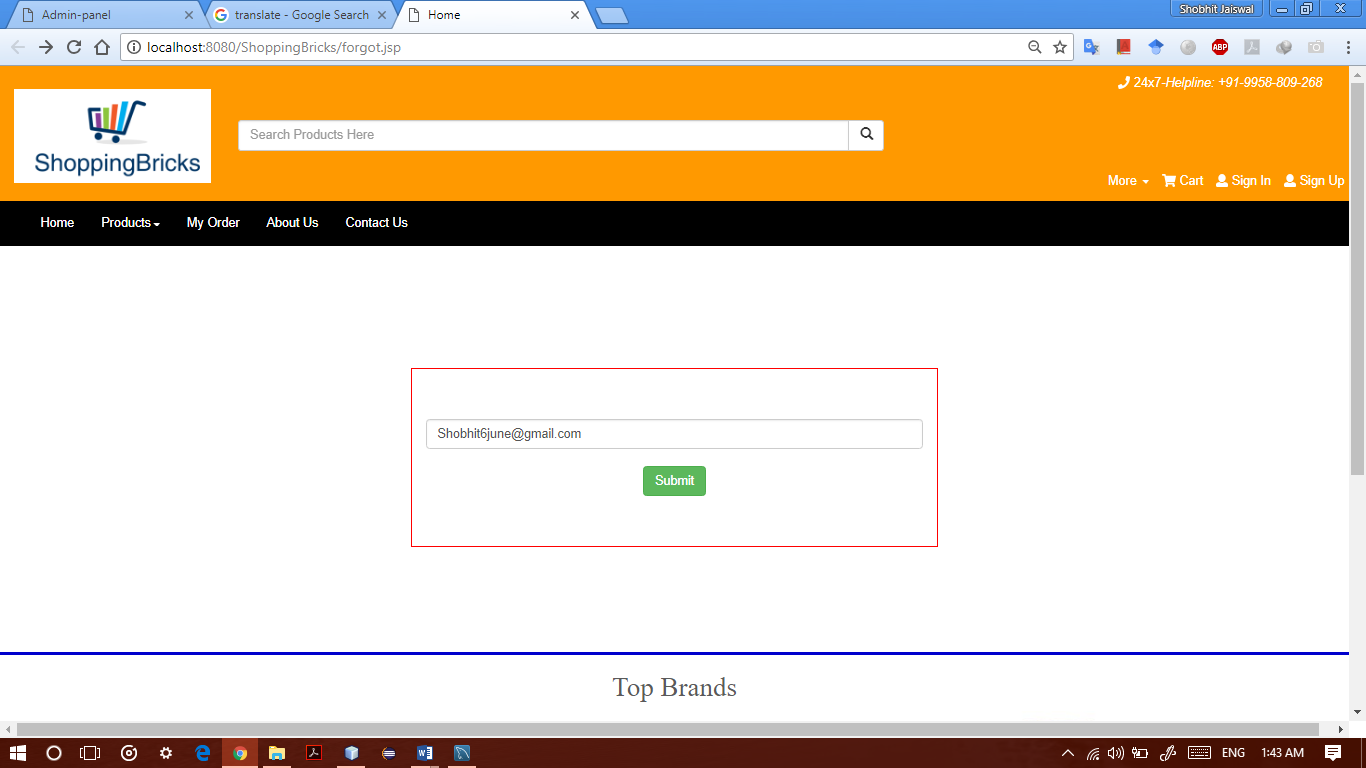 Admin-panel
translate - Google Search
Home
Shobhit Jaiswal
localhost:8080/ShoppingBricks/forgot.jsp
ABP
24x7-Helpline: +91-9958-809-268
ShoppingBricks
Search Products Here
More
Cart
Sign In
Sign Up
Home
Products
My Order
About Us
Contact Us
Shobhit6june@gmail.com
Submit
Top Brands
ENG
1:43 AM